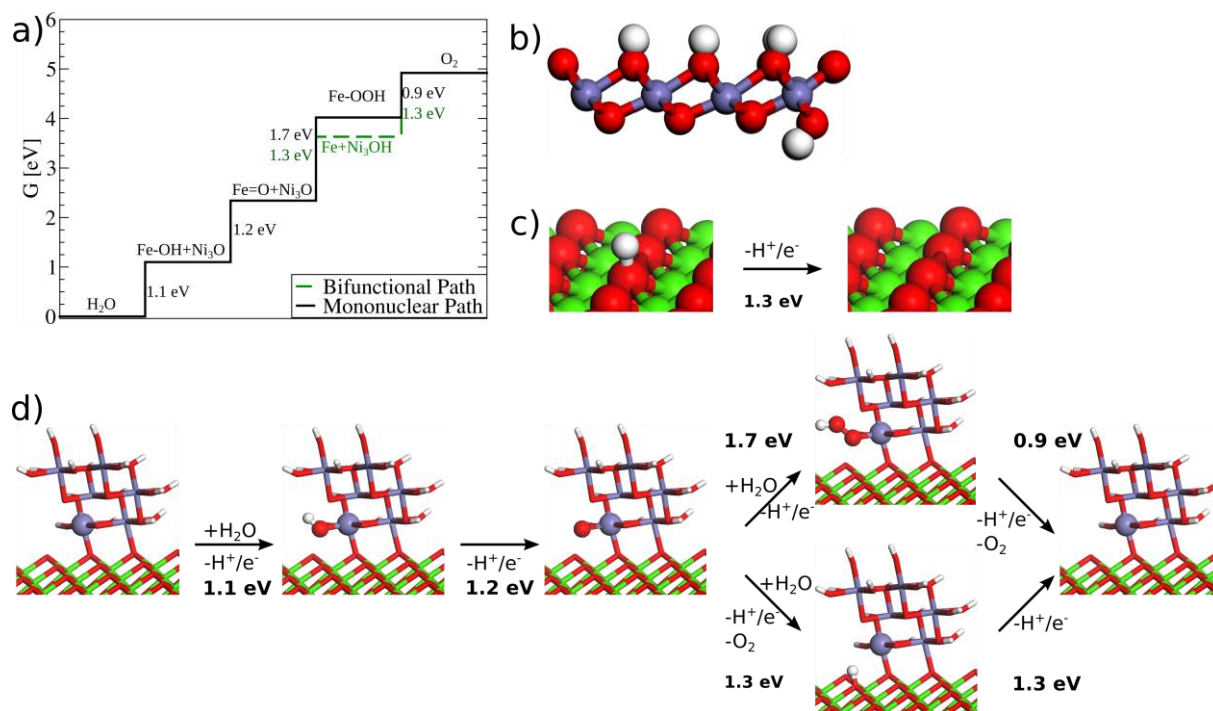 a)
6
5
4
3
2
1
0
G [eV]
H₂O
1.1 eV
Fe-OH+Ni₃O
1.2 eV
Fe=O+Ni₃O
1.7 eV
1.3 eV
Fe-OOH
Fe+Ni₃OH
O₂
0.9 eV
1.3 eV
Bifunctional Path
Mononuclear Path
b)
c)
-H⁺/e⁻
1.3 eV
d)
+H₂O
-H⁺/e⁻
1.1 eV
-H⁺/e⁻
1.2 eV
1.7 eV
+H₂O
-H⁺/e⁻
0.9 eV
-H⁺/e⁻
-O₂
+H₂O
-H⁺/e⁻
-O₂
1.3 eV
-H⁺/e⁻
1.3 eV